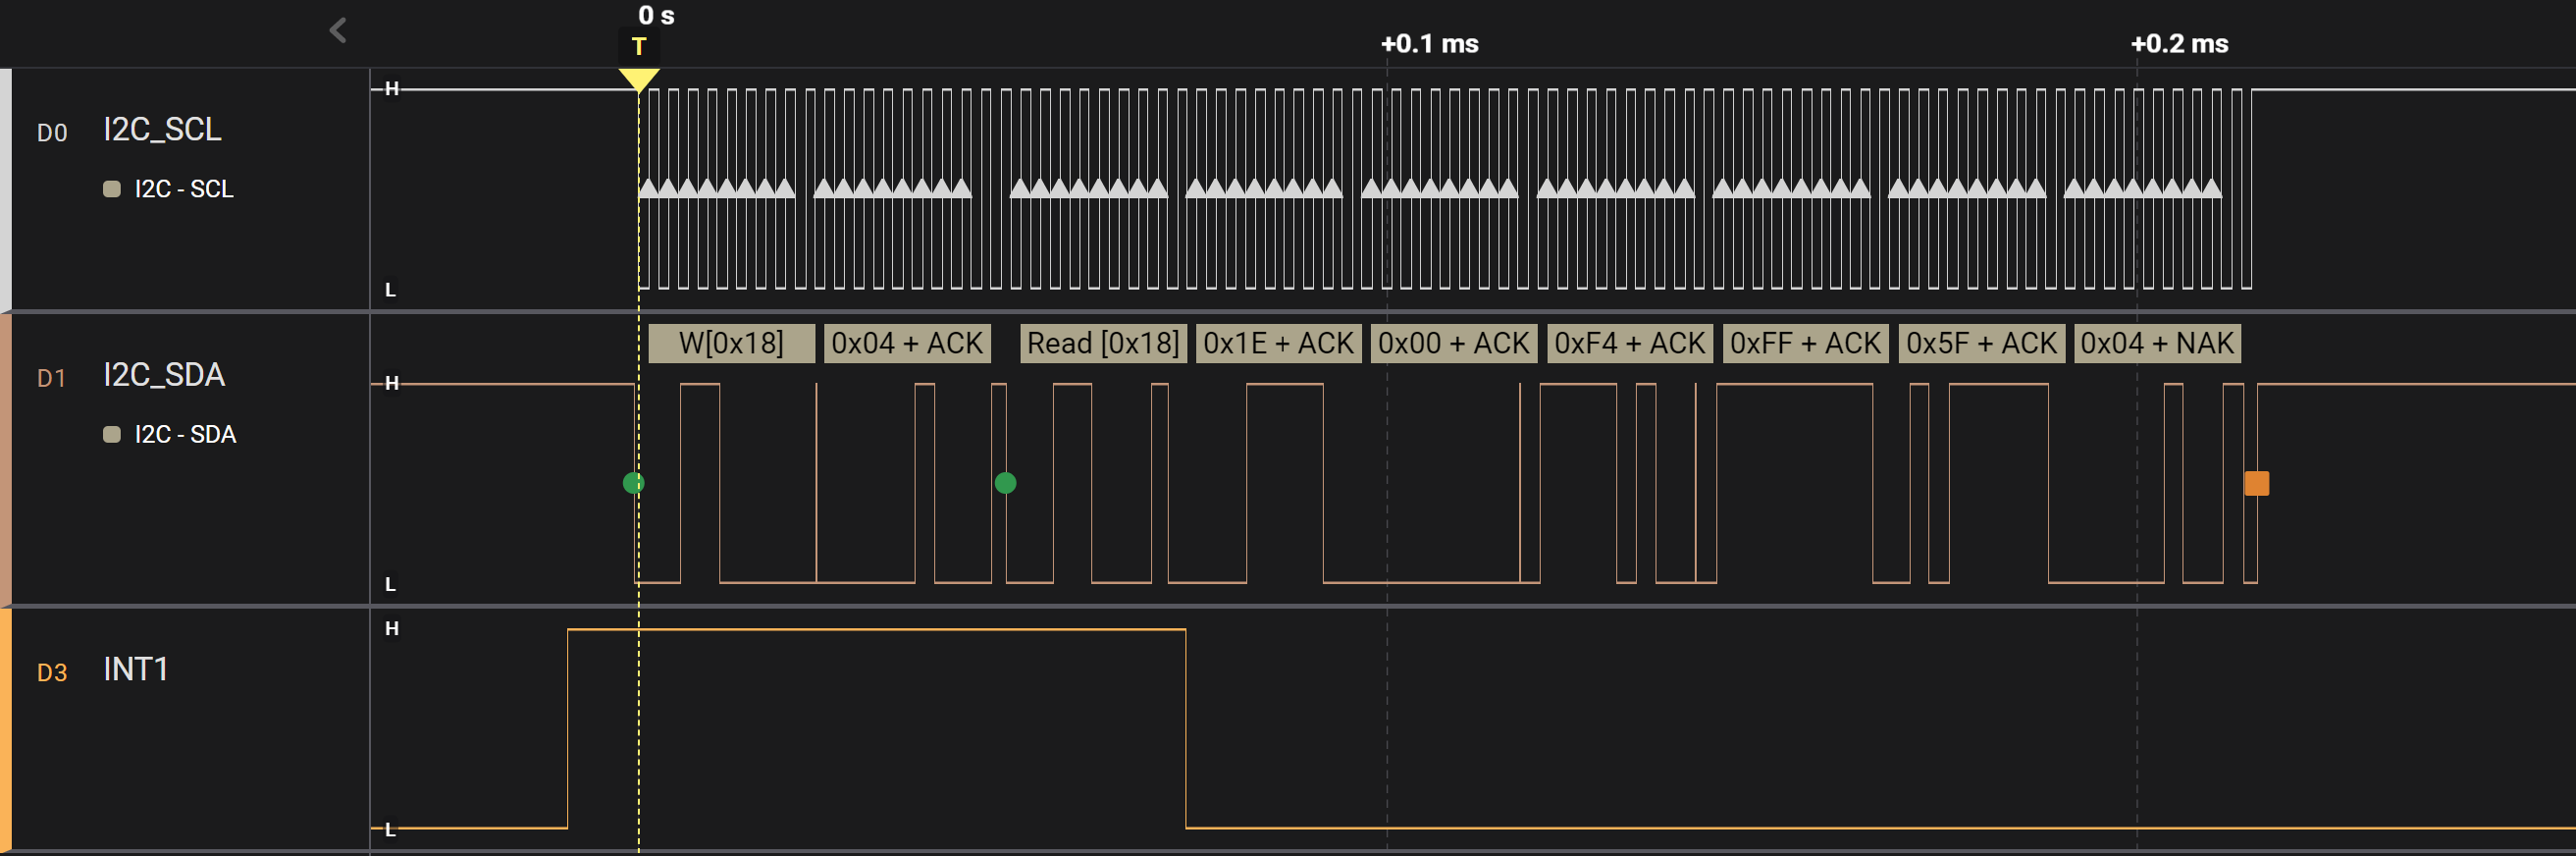 0 s
T
+0.1 ms
+0.2 ms
D0
I2C_SCL
I2C - SCL
H
L
W[0x18]
0x04 + ACK
Read [0x18]
0x1E + ACK
0x00 + ACK
0xF4 + ACK
0xFF + ACK
0x5F + ACK
0x04 + NAK
D1
I2C_SDA
I2C - SDA
H
L
D3
INT1
H
L